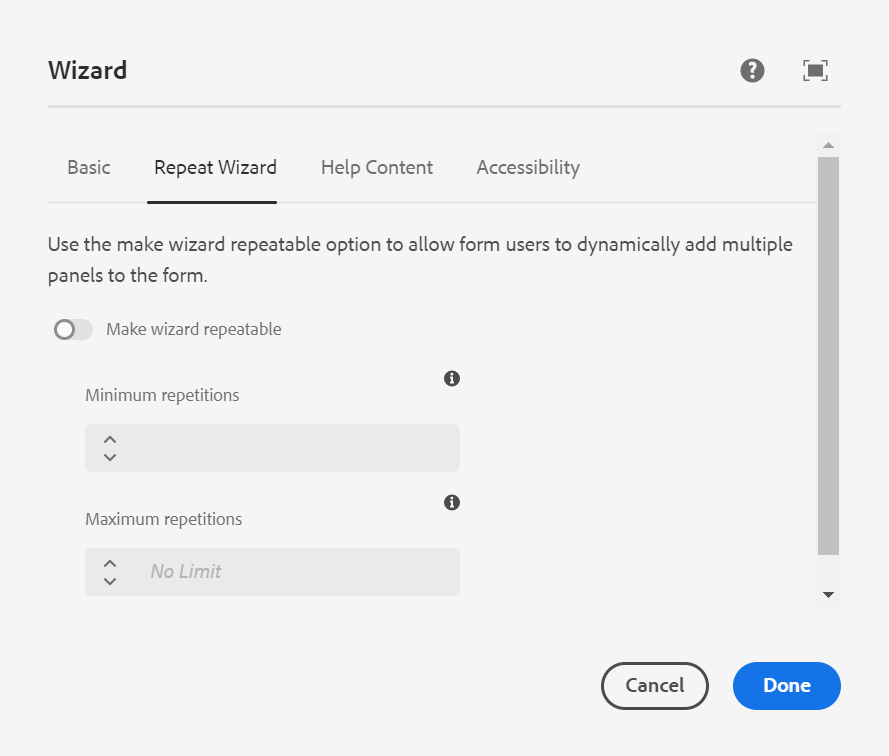 Wizard
Basic
Repeat Wizard
Help Content
Accessibility
Use the make wizard repeatable option to allow form users to dynamically add multiple
panels to the form.
Make wizard repeatable
Minimum repetitions
Maximum repetitions
No Limit
Cancel
Done